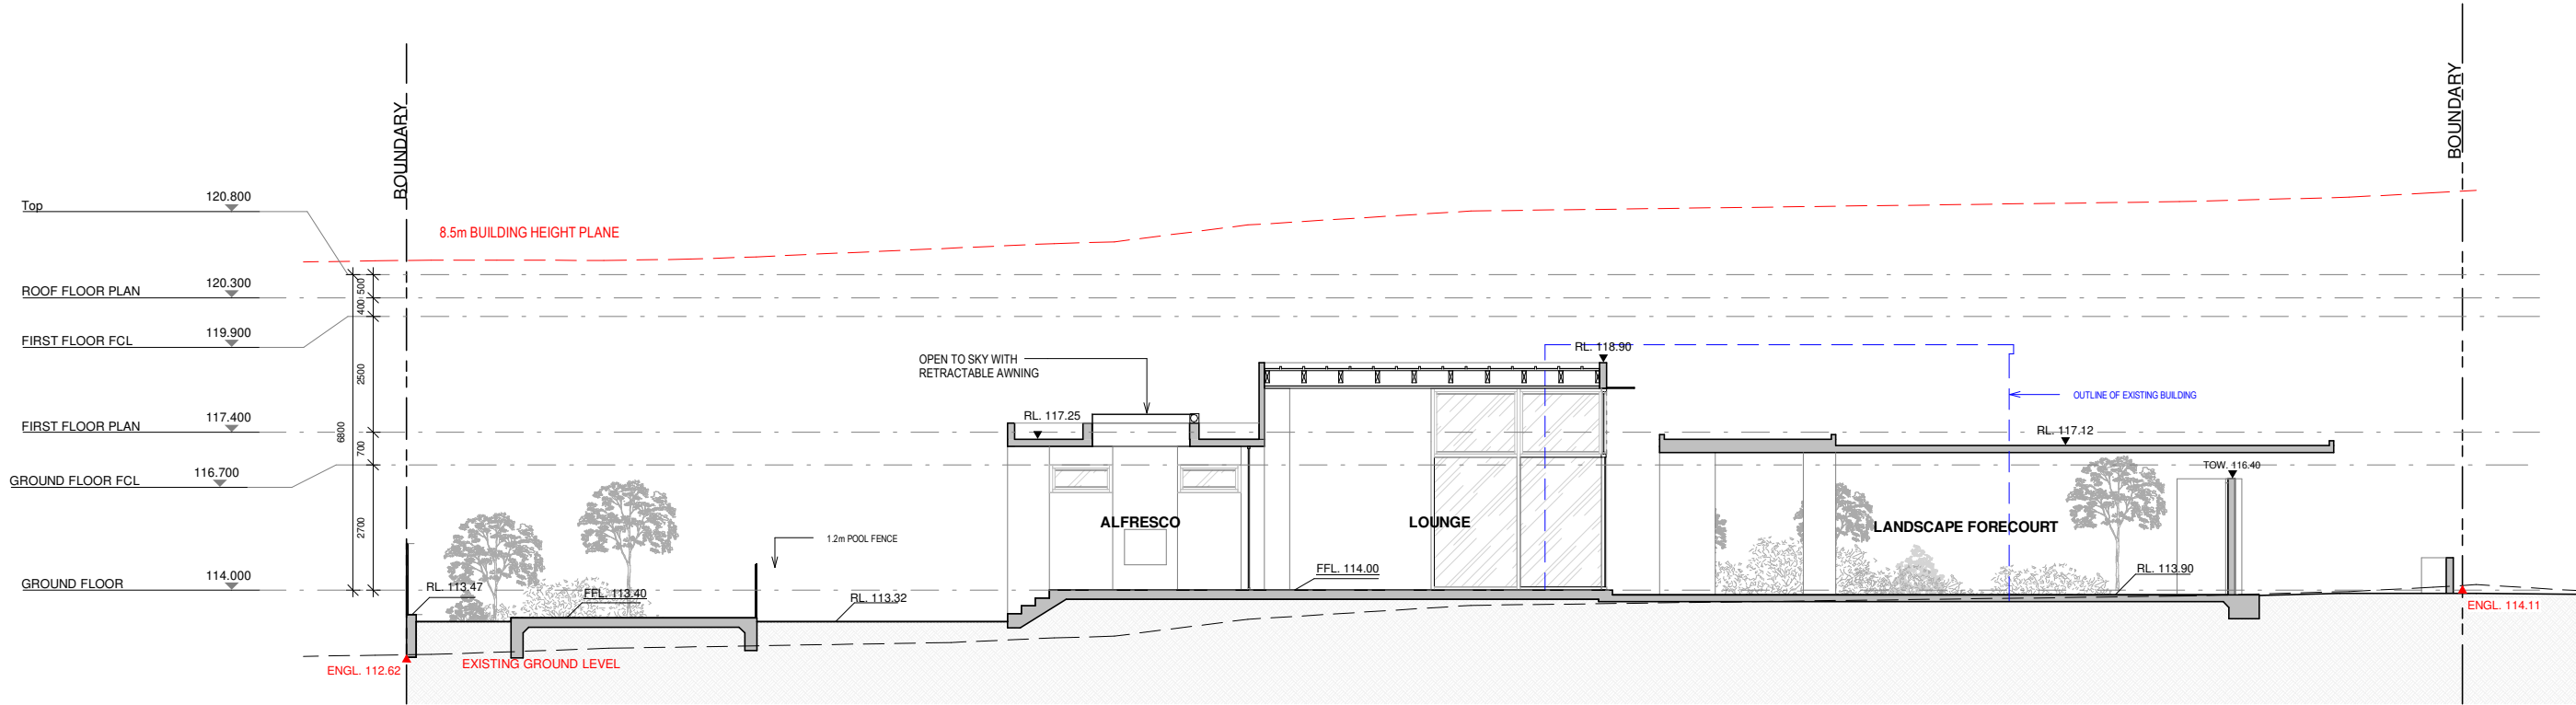 BOUNDARY
BOUNDARY
Top 120.800
8.5m BUILDING HEIGHT PLANE
ROOF FLOOR PLAN 120.300
500
400
FIRST FLOOR FCL 119.900
2500
OPEN TO SKY WITH
RETRACTABLE AWNING
RL. 118.90
OUTLINE OF EXISTING BUILDING
FIRST FLOOR PLAN 117.400
6800
700
RL. 117.25
RL. 117.12
GROUND FLOOR FCL 116.700
TOW. 116.40
2700
ALFRESCO
LOUNGE
LANDSCAPE FORECOURT
1.2m POOL FENCE
GROUND FLOOR 114.000
RL. 113.47
FFL. 113.40
RL. 113.32
FFL. 114.00
RL. 113.90
ENGL. 114.11
ENGL. 112.62
EXISTING GROUND LEVEL